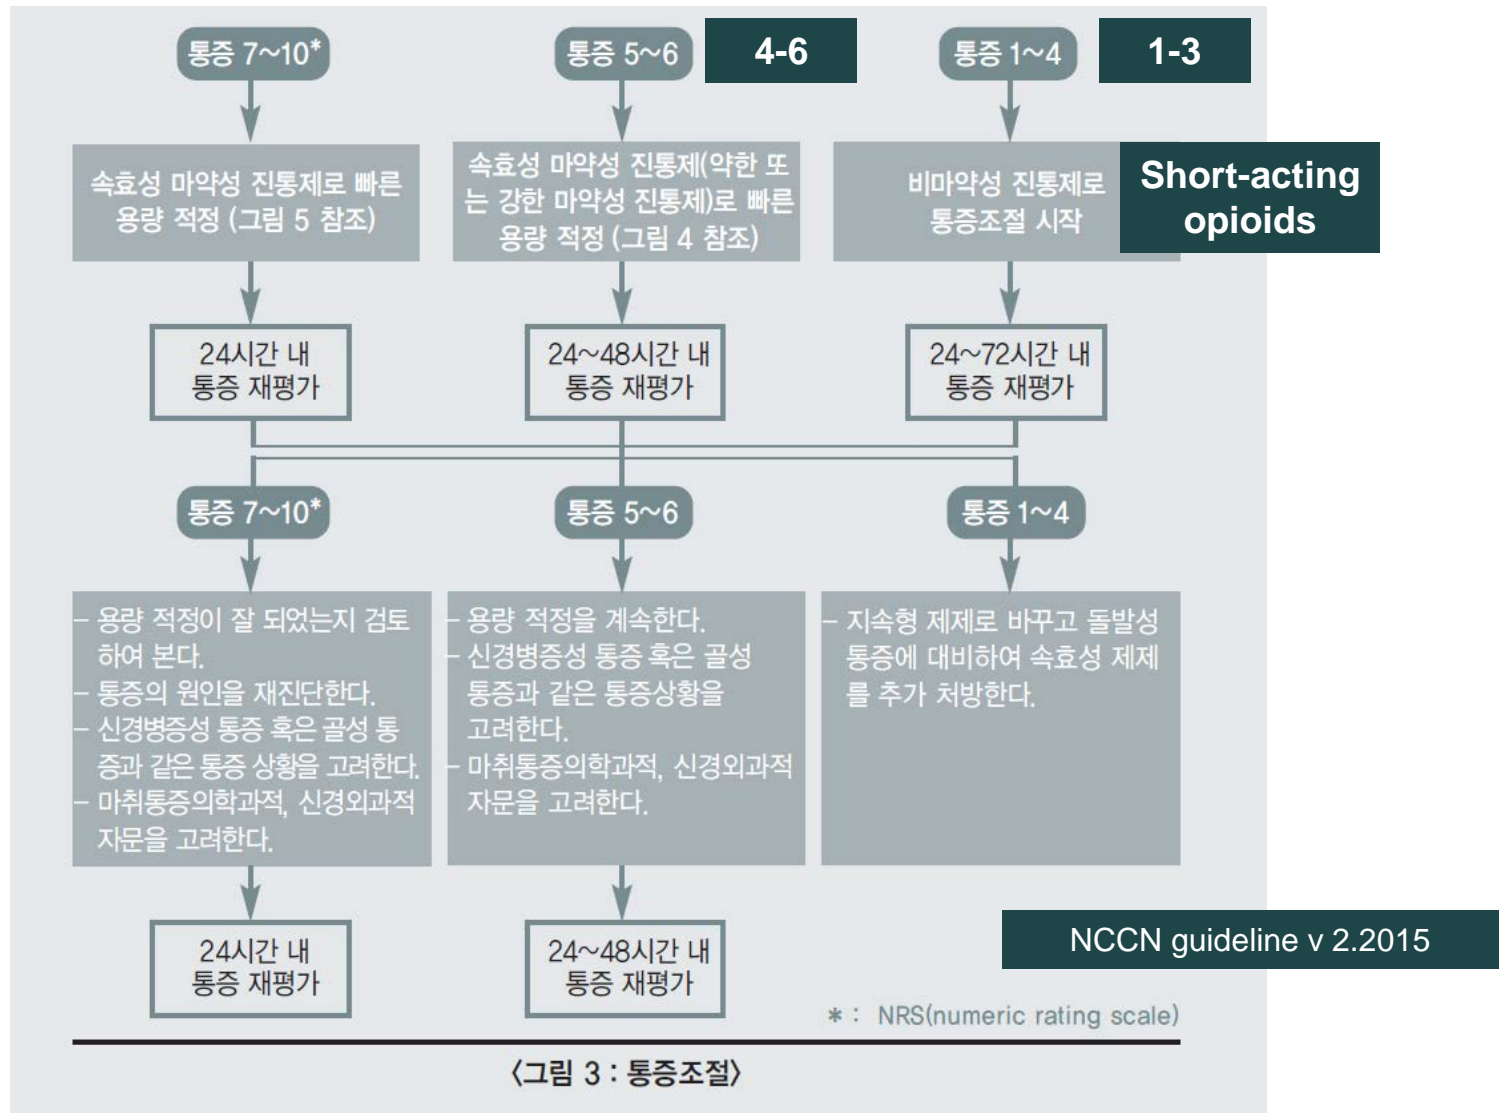 통증 7~10*
통증 5~6
4-6
통증 1~4
1-3
속효성 마약성 진통제로 빠른
용량 적정 (그림 5 참조)
속효성 마약성 진통제(약한 또
는 강한 마약성 진통제)로 빠른
용량 적정 (그림 4 참조)
비마약성 진통제로
통증조절 시작
Short-acting
opioids
24시간 내
통증 재평가
24~48시간 내
통증 재평가
24~72시간 내
통증 재평가
통증 7~10*
통증 5~6
통증 1~4
– 용량 적정이 잘 되었는지 검토
하여 본다.
– 통증의 원인을 재진단한다.
– 신경병증성 통증 혹은 골성 통
증과 같은 통증 상황을 고려한다.
– 마취통증의학과적, 신경외과적
자문을 고려한다.
– 용량 적정을 계속한다.
– 신경병증성 통증 혹은 골성
통증과 같은 통증상황을
고려한다.
– 마취통증의학과적, 신경외과적
자문을 고려한다.
– 지속형 제제로 바꾸고 돌발성
통증에 대비하여 속효성 제제
를 추가 처방한다.
24시간 내
통증 재평가
24~48시간 내
통증 재평가
NCCN guideline v 2.2015
* : NRS(numeric rating scale)
〈그림 3 : 통증조절〉